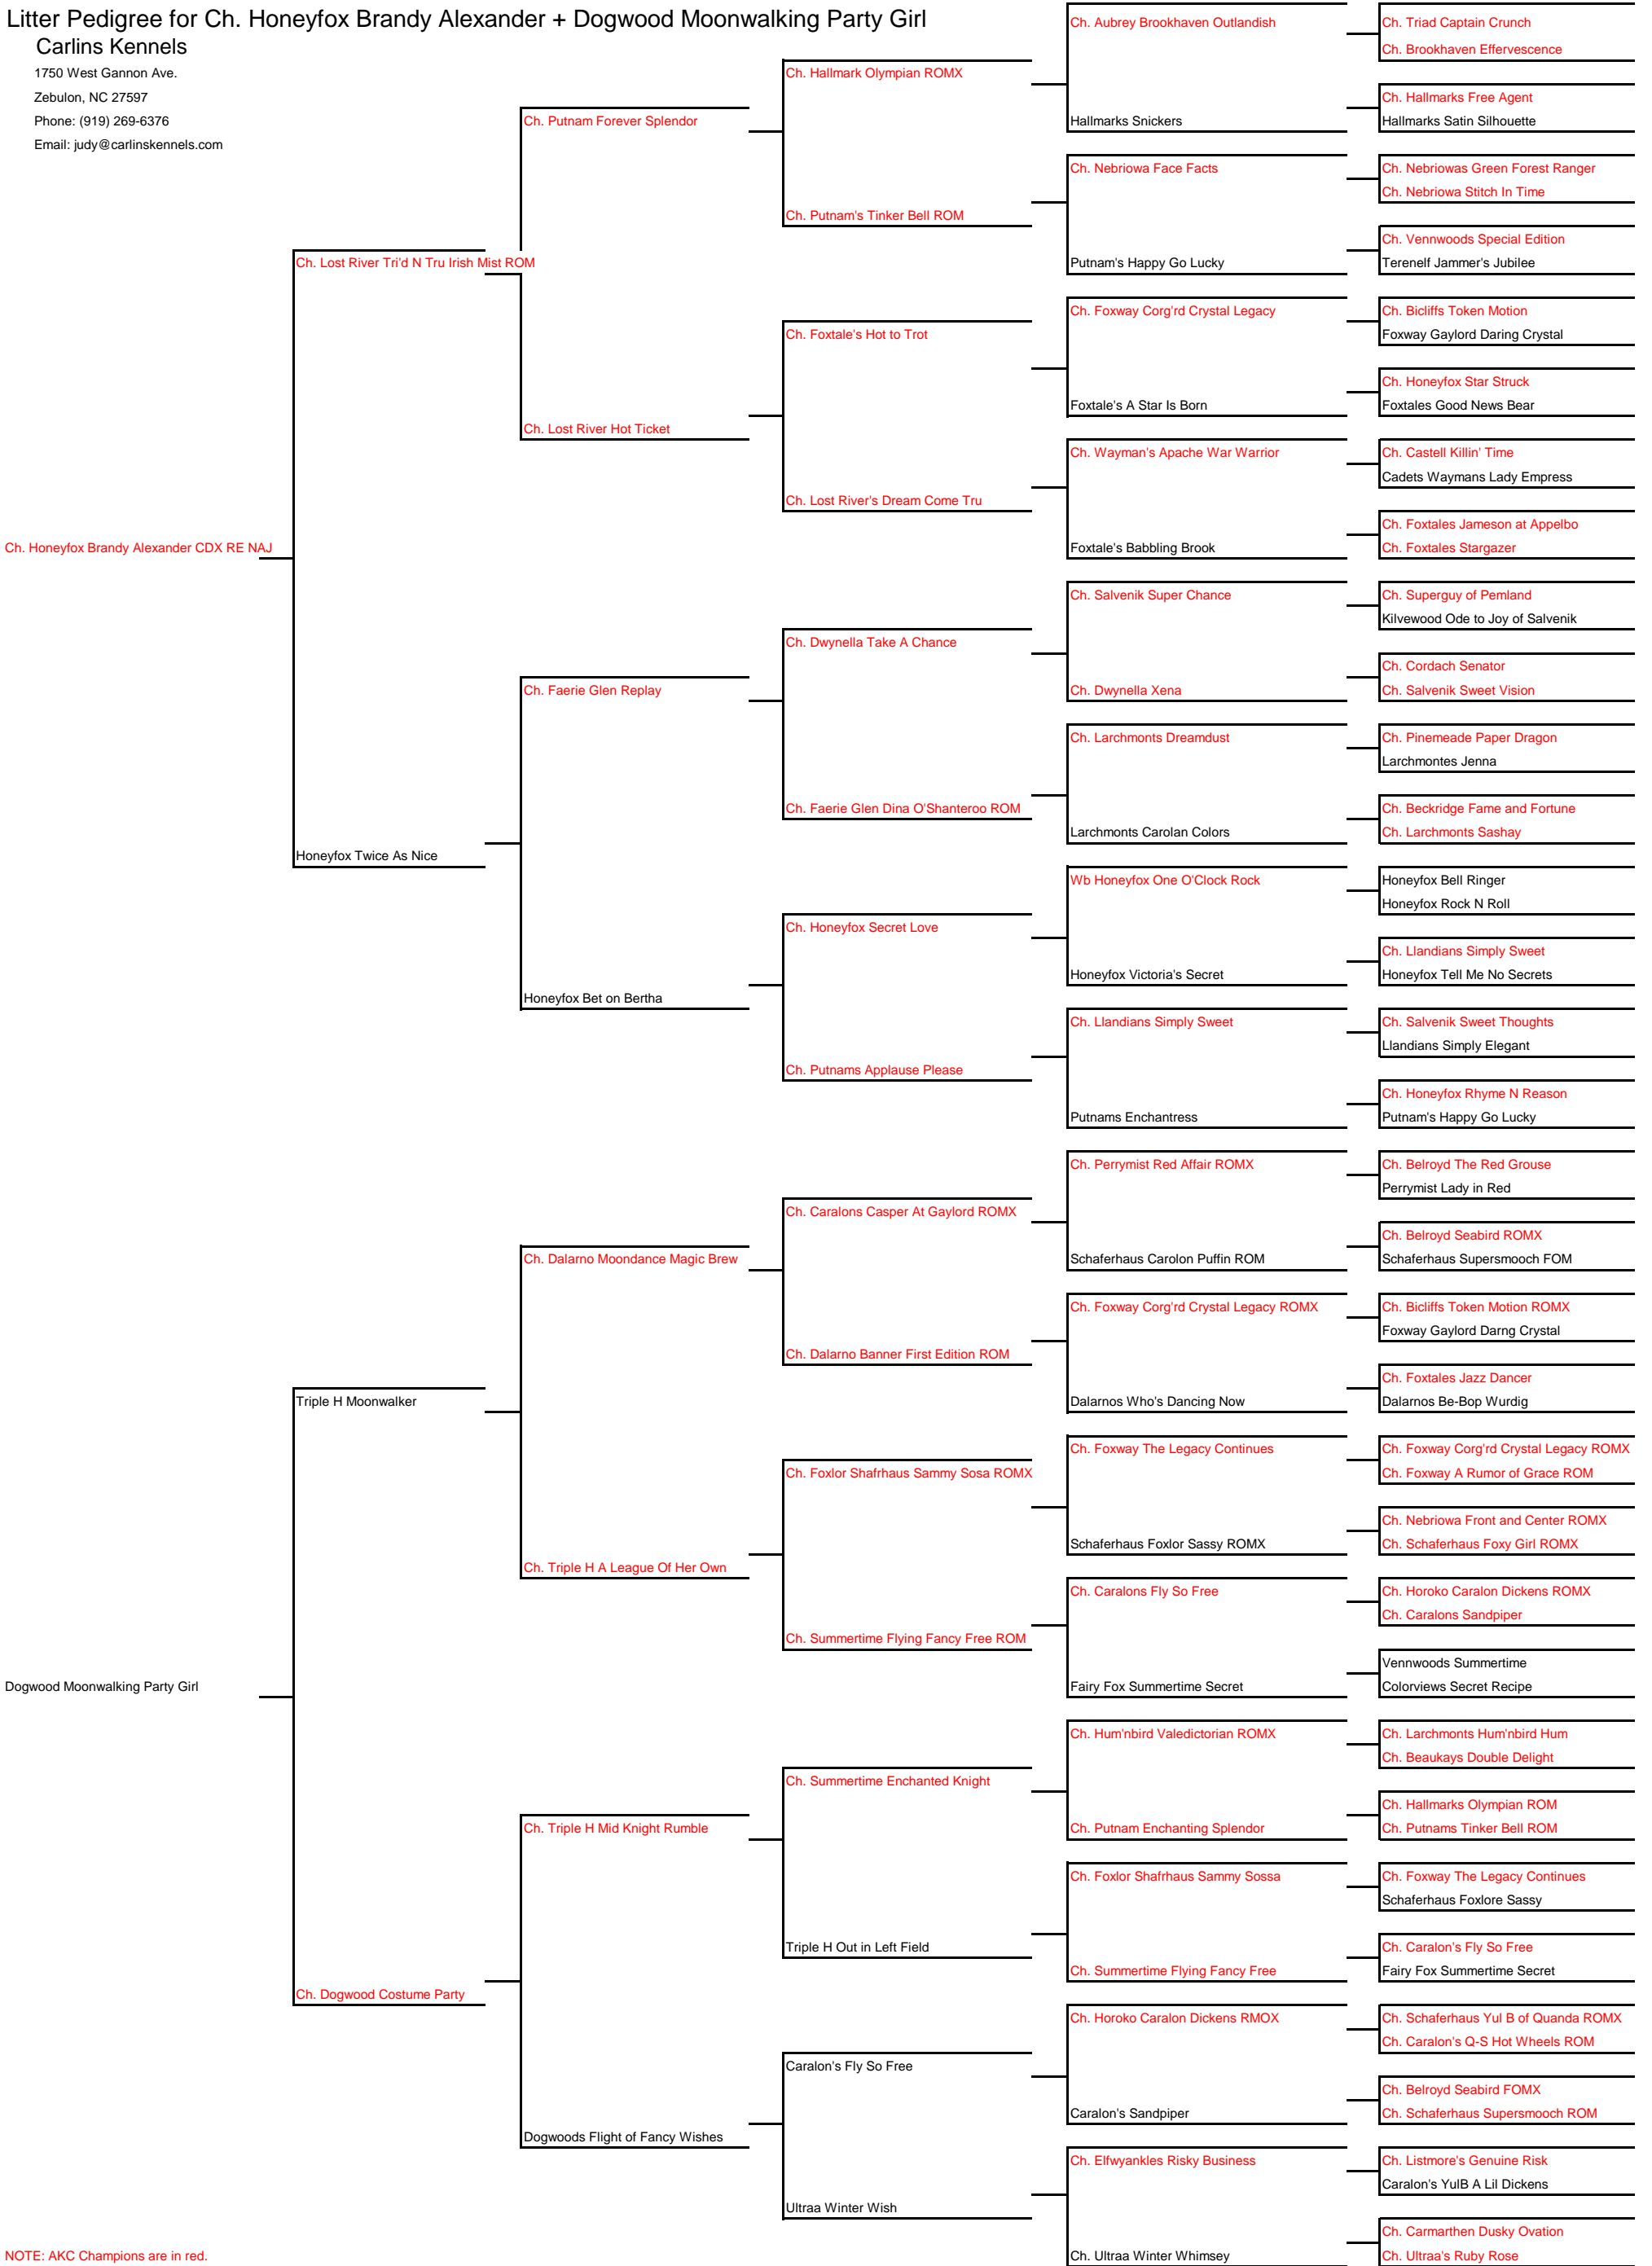 Litter Pedigree for Ch. Honeyfox Brandy Alexander + Dogwood Moonwalking Party Girl
Carlins Kennels
1750 West Gannon Ave.
Zebulon, NC 27597
Phone: (919) 269-6376
Email: judy@carlinskennels.com
Ch. Honeyfox Brandy Alexander CDX RE NAJ
Dogwood Moonwalking Party Girl
Ch. Lost River Tri'd N Tru Irish Mist ROM
Honeyfox Twice As Nice
Triple H Moonwalker
Ch. Dogwood Costume Party
Ch. Putnam Forever Splendor
Ch. Lost River Hot Ticket
Ch. Faerie Glen Replay
Honeyfox Bet on Bertha
Ch. Dalarno Moondance Magic Brew
Ch. Triple H A League Of Her Own
Ch. Triple H Mid Knight Rumble
Dogwoods Flight of Fancy Wishes
Ch. Hallmark Olympian ROMX
Ch. Putnam's Tinker Bell ROM
Ch. Foxtale's Hot to Trot
Ch. Lost River's Dream Come Tru
Ch. Dwynella Take A Chance
Ch. Faerie Glen Dina O'Shanteroo ROM
Ch. Honeyfox Secret Love
Ch. Putnams Applause Please
Ch. Caralons Casper At Gaylord ROMX
Ch. Dalarno Banner First Edition ROM
Ch. Foxlor Shafrhaus Sammy Sosa ROMX
Ch. Summertime Flying Fancy Free ROM
Ch. Summertime Enchanted Knight
Triple H Out in Left Field
Caralon's Fly So Free
Ultraa Winter Wish
Ch. Aubrey Brookhaven Outlandish
Hallmarks Snickers
Ch. Nebriowa Face Facts
Putnam's Happy Go Lucky
Ch. Foxway Corg'rd Crystal Legacy
Foxtale's A Star Is Born
Ch. Wayman's Apache War Warrior
Foxtale's Babbling Brook
Ch. Salvenik Super Chance
Ch. Dwynella Xena
Ch. Larchmonts Dreamdust
Larchmonts Carolan Colors
Wb Honeyfox One O'Clock Rock
Honeyfox Victoria's Secret
Ch. Llandians Simply Sweet
Putnams Enchantress
Ch. Perrymist Red Affair ROMX
Schaferhaus Carolon Puffin ROM
Ch. Foxway Corg'rd Crystal Legacy ROMX
Dalarnos Who's Dancing Now
Ch. Foxway The Legacy Continues
Schaferhaus Foxlor Sassy ROMX
Ch. Caralons Fly So Free
Fairy Fox Summertime Secret
Ch. Hum'nbird Valedictorian ROMX
Ch. Putnam Enchanting Splendor
Ch. Foxlor Shafrhaus Sammy Sossa
Ch. Summertime Flying Fancy Free
Ch. Horoko Caralon Dickens RMOX
Caralon's Sandpiper
Ch. Elfwyankles Risky Business
Ch. Ultraa Winter Whimsey
Ch. Triad Captain Crunch
Ch. Brookhaven Effervescence
Ch. Hallmarks Free Agent
Hallmarks Satin Silhouette
Ch. Nebriowas Green Forest Ranger
Ch. Nebriowa Stitch In Time
Ch. Vennwoods Special Edition
Terenelf Jammer's Jubilee
Ch. Bicliffs Token Motion
Foxway Gaylord Daring Crystal
Ch. Honeyfox Star Struck
Foxtales Good News Bear
Ch. Castell Killin' Time
Cadets Waymans Lady Empress
Ch. Foxtales Jameson at Appelbo
Ch. Foxtales Stargazer
Ch. Superguy of Pemland
Kilvewood Ode to Joy of Salvenik
Ch. Cordach Senator
Ch. Salvenik Sweet Vision
Ch. Pinemeade Paper Dragon
Larchmontes Jenna
Ch. Beckridge Fame and Fortune
Ch. Larchmonts Sashay
Honeyfox Bell Ringer
Honeyfox Rock N Roll
Ch. Llandians Simply Sweet
Honeyfox Tell Me No Secrets
Ch. Salvenik Sweet Thoughts
Llandians Simply Elegant
Ch. Honeyfox Rhyme N Reason
Putnam's Happy Go Lucky
Ch. Belroyd The Red Grouse
Perrymist Lady in Red
Ch. Belroyd Seabird ROMX
Schaferhaus Supersmooch FOM
Ch. Bicliffs Token Motion ROMX
Foxway Gaylord Darng Crystal
Ch. Foxtales Jazz Dancer
Dalarnos Be-Bop Wurdig
Ch. Foxway Corg'rd Crystal Legacy ROMX
Ch. Foxway A Rumor of Grace ROM
Ch. Nebriowa Front and Center ROMX
Ch. Schaferhaus Foxy Girl ROMX
Ch. Horoko Caralon Dickens ROMX
Ch. Caralons Sandpiper
Vennwoods Summertime
Colorviews Secret Recipe
Ch. Larchmonts Hum'nbird Hum
Ch. Beaukays Double Delight
Ch. Hallmarks Olympian ROM
Ch. Putnams Tinker Bell ROM
Ch. Foxway The Legacy Continues
Schaferhaus Foxlore Sassy
Ch. Caralon's Fly So Free
Fairy Fox Summertime Secret
Ch. Schaferhaus Yul B of Quanda ROMX
Ch. Caralon's Q-S Hot Wheels ROM
Ch. Belroyd Seabird FOMX
Ch. Schaferhaus Supersmooch ROM
Ch. Listmore's Genuine Risk
Caralon's YulB A Lil Dickens
Ch. Carmarthen Dusky Ovation
Ch. Ultraa's Ruby Rose
NOTE: AKC Champions are in red.